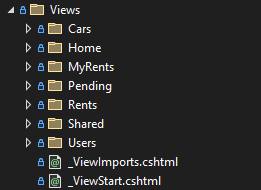 Views
Cars
Home
MyRents
Pending
Rents
Shared
Users
_ViewImports.cshtml
_ViewStart.cshtml